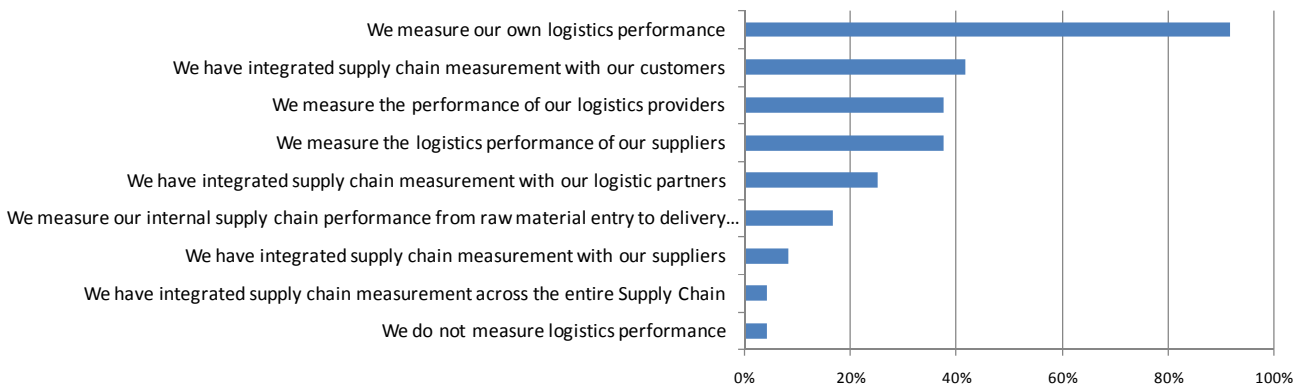 We measure our own logistics performance
We have integrated supply chain measurement with our customers
We measure the performance of our logistics providers
We measure the logistics performance of our suppliers
We have integrated supply chain measurement with our logistic partners
We measure our internal supply chain performance from raw material entry to delivery…
We have integrated supply chain measurement with our suppliers
We have integrated supply chain measurement across the entire Supply Chain
We do not measure logistics performance
0% 20% 40% 60% 80% 100%